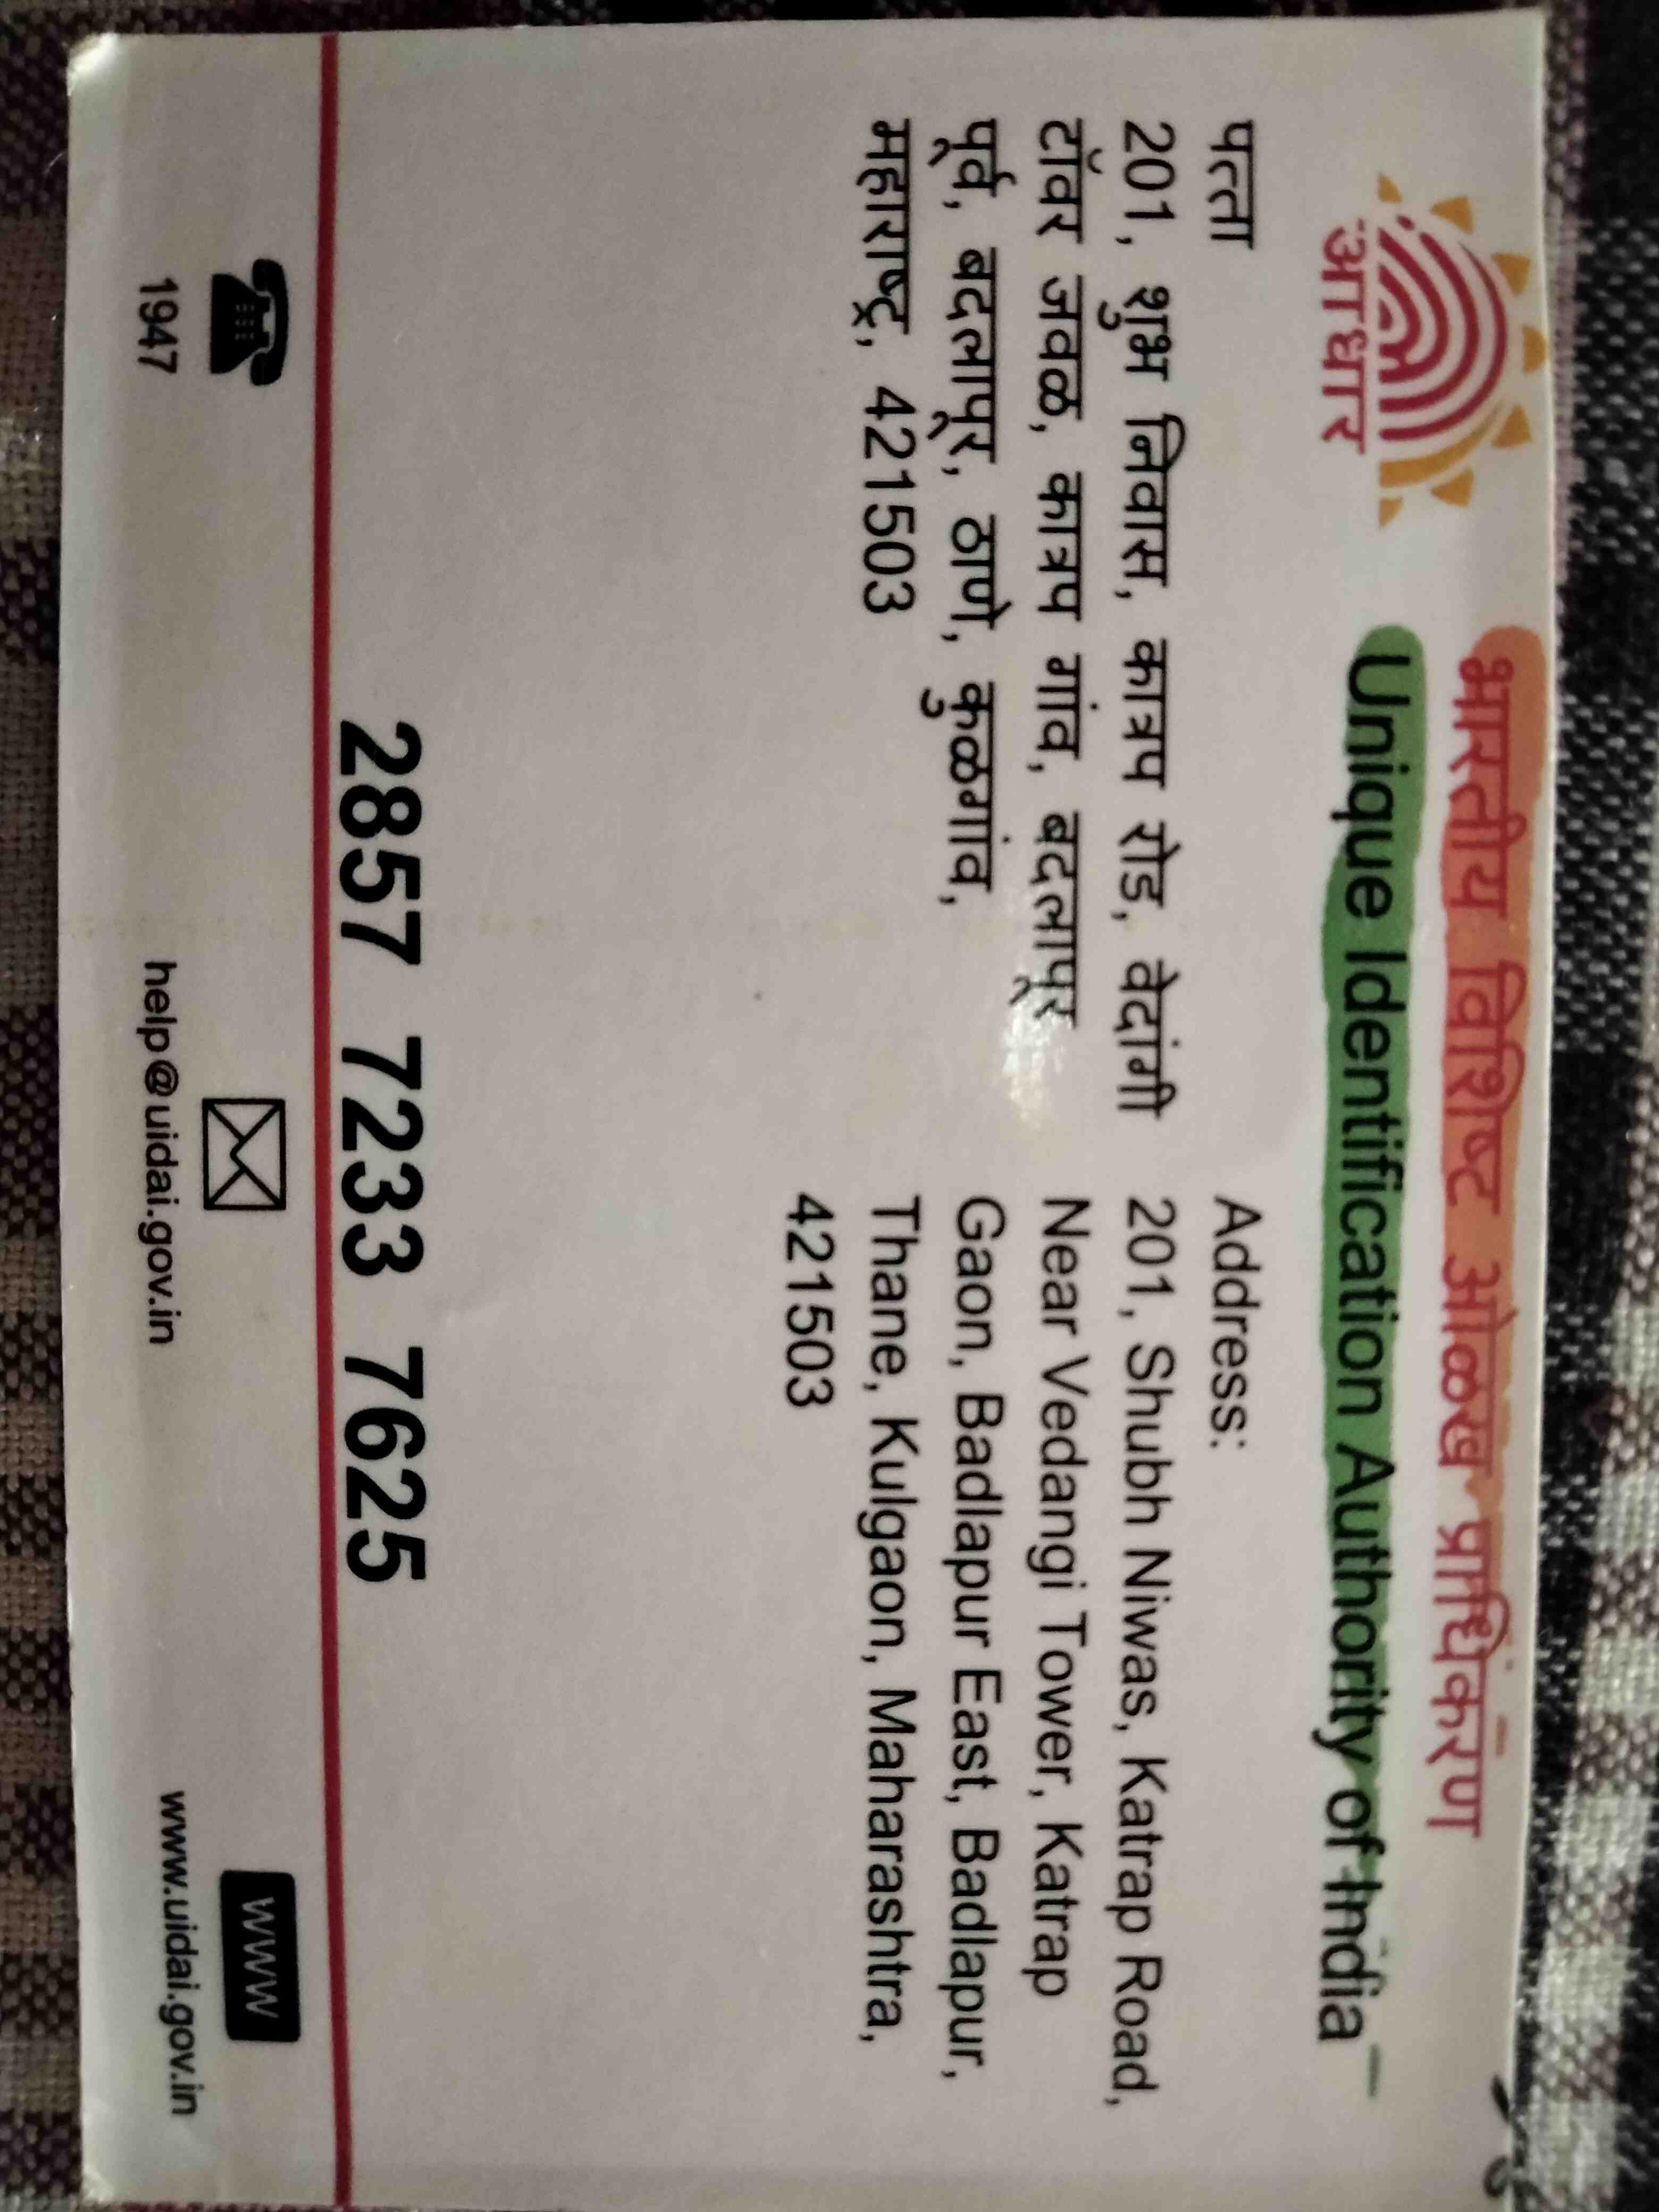 आधार
भारतीय विशिष्ट ओळख प्राधिकरण
Unique Identification Authority of India
पत्ता
201, शुभ निवास, कात्रप रोड, वेदांगी
टॉवर जवळ, कात्रप गांव, बदलापूर
पूर्व, बदलापूर, ठाणे, कुळगांव,
महाराष्ट्र, 421503
Address:
201, Shubh Niwas, Katrap Road,
Near Vedangi Tower, Katrap
Gaon, Badlapur East, Badlapur,
Thane, Kulgaon, Maharashtra,
421503
2857 7233 7625
1947
help@uidai.gov.in
www
www.uidai.gov.in